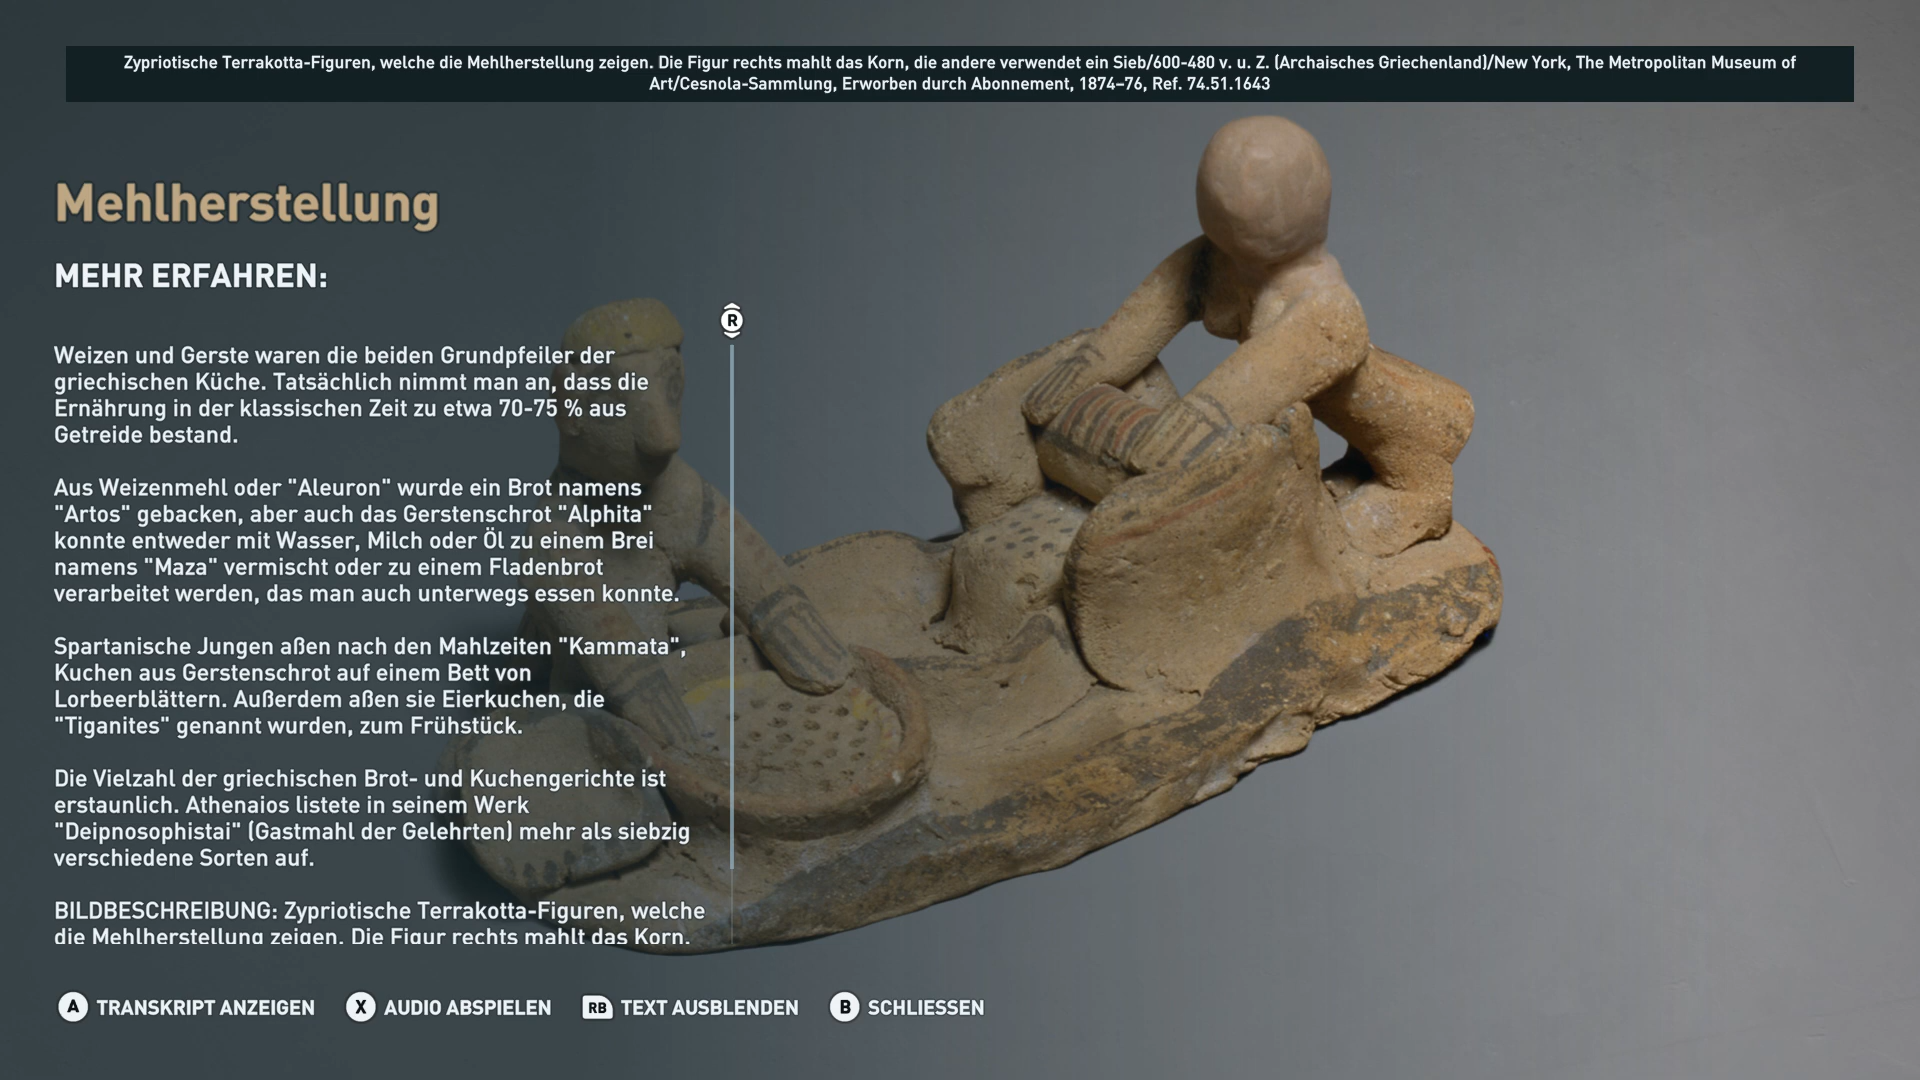 Zypriotische Terrakotta-Figuren, welche die Mehlherstellung zeigen. Die Figur rechts mahlt das Korn, die andere verwendet ein Sieb/600-480 v. u. Z. (Archaisches Griechenland)/New York, The Metropolitan Museum of
Art/Cesnola-Sammlung, Erworben durch Abonnement, 1874–76, Ref. 74.51.1643
Mehlherstellung
MEHR ERFAHREN:
R
Weizen und Gerste waren die beiden Grundpfeiler der
griechischen Küche. Tatsächlich nimmt man an, dass die
Ernährung in der klassischen Zeit zu etwa 70-75 % aus
Getreide bestand.
Aus Weizenmehl oder "Aleuron" wurde ein Brot namens
"Artos" gebacken, aber auch das Gerstenschrot "Alphita"
konnte entweder mit Wasser, Milch oder Öl zu einem Brei
namens "Maza" vermischt oder zu einem Fladenbrot
verarbeitet werden, das man auch unterwegs essen konnte.
Spartanische Jungen aßen nach den Mahlzeiten "Kammata",
Kuchen aus Gerstenschrot auf einem Bett von
Lorbeerblättern. Außerdem aßen sie Eierkuchen, die
"Tiganites" genannt wurden, zum Frühstück.
Die Vielzahl der griechischen Brot- und Kuchengerichte ist
erstaunlich. Athenaios listete in seinem Werk
"Deipnosophistai" (Gastmahl der Gelehrten) mehr als siebzig
verschiedene Sorten auf.
BILDBESCHREIBUNG: Zypriotische Terrakotta-Figuren, welche
die Mehlherstellung zeigen. Die Figur rechts mahlt das Korn,
A TRANSKRIPT ANZEIGEN X AUDIO ABSPIELEN RB TEXT AUSBLENDEN B SCHLIESSEN